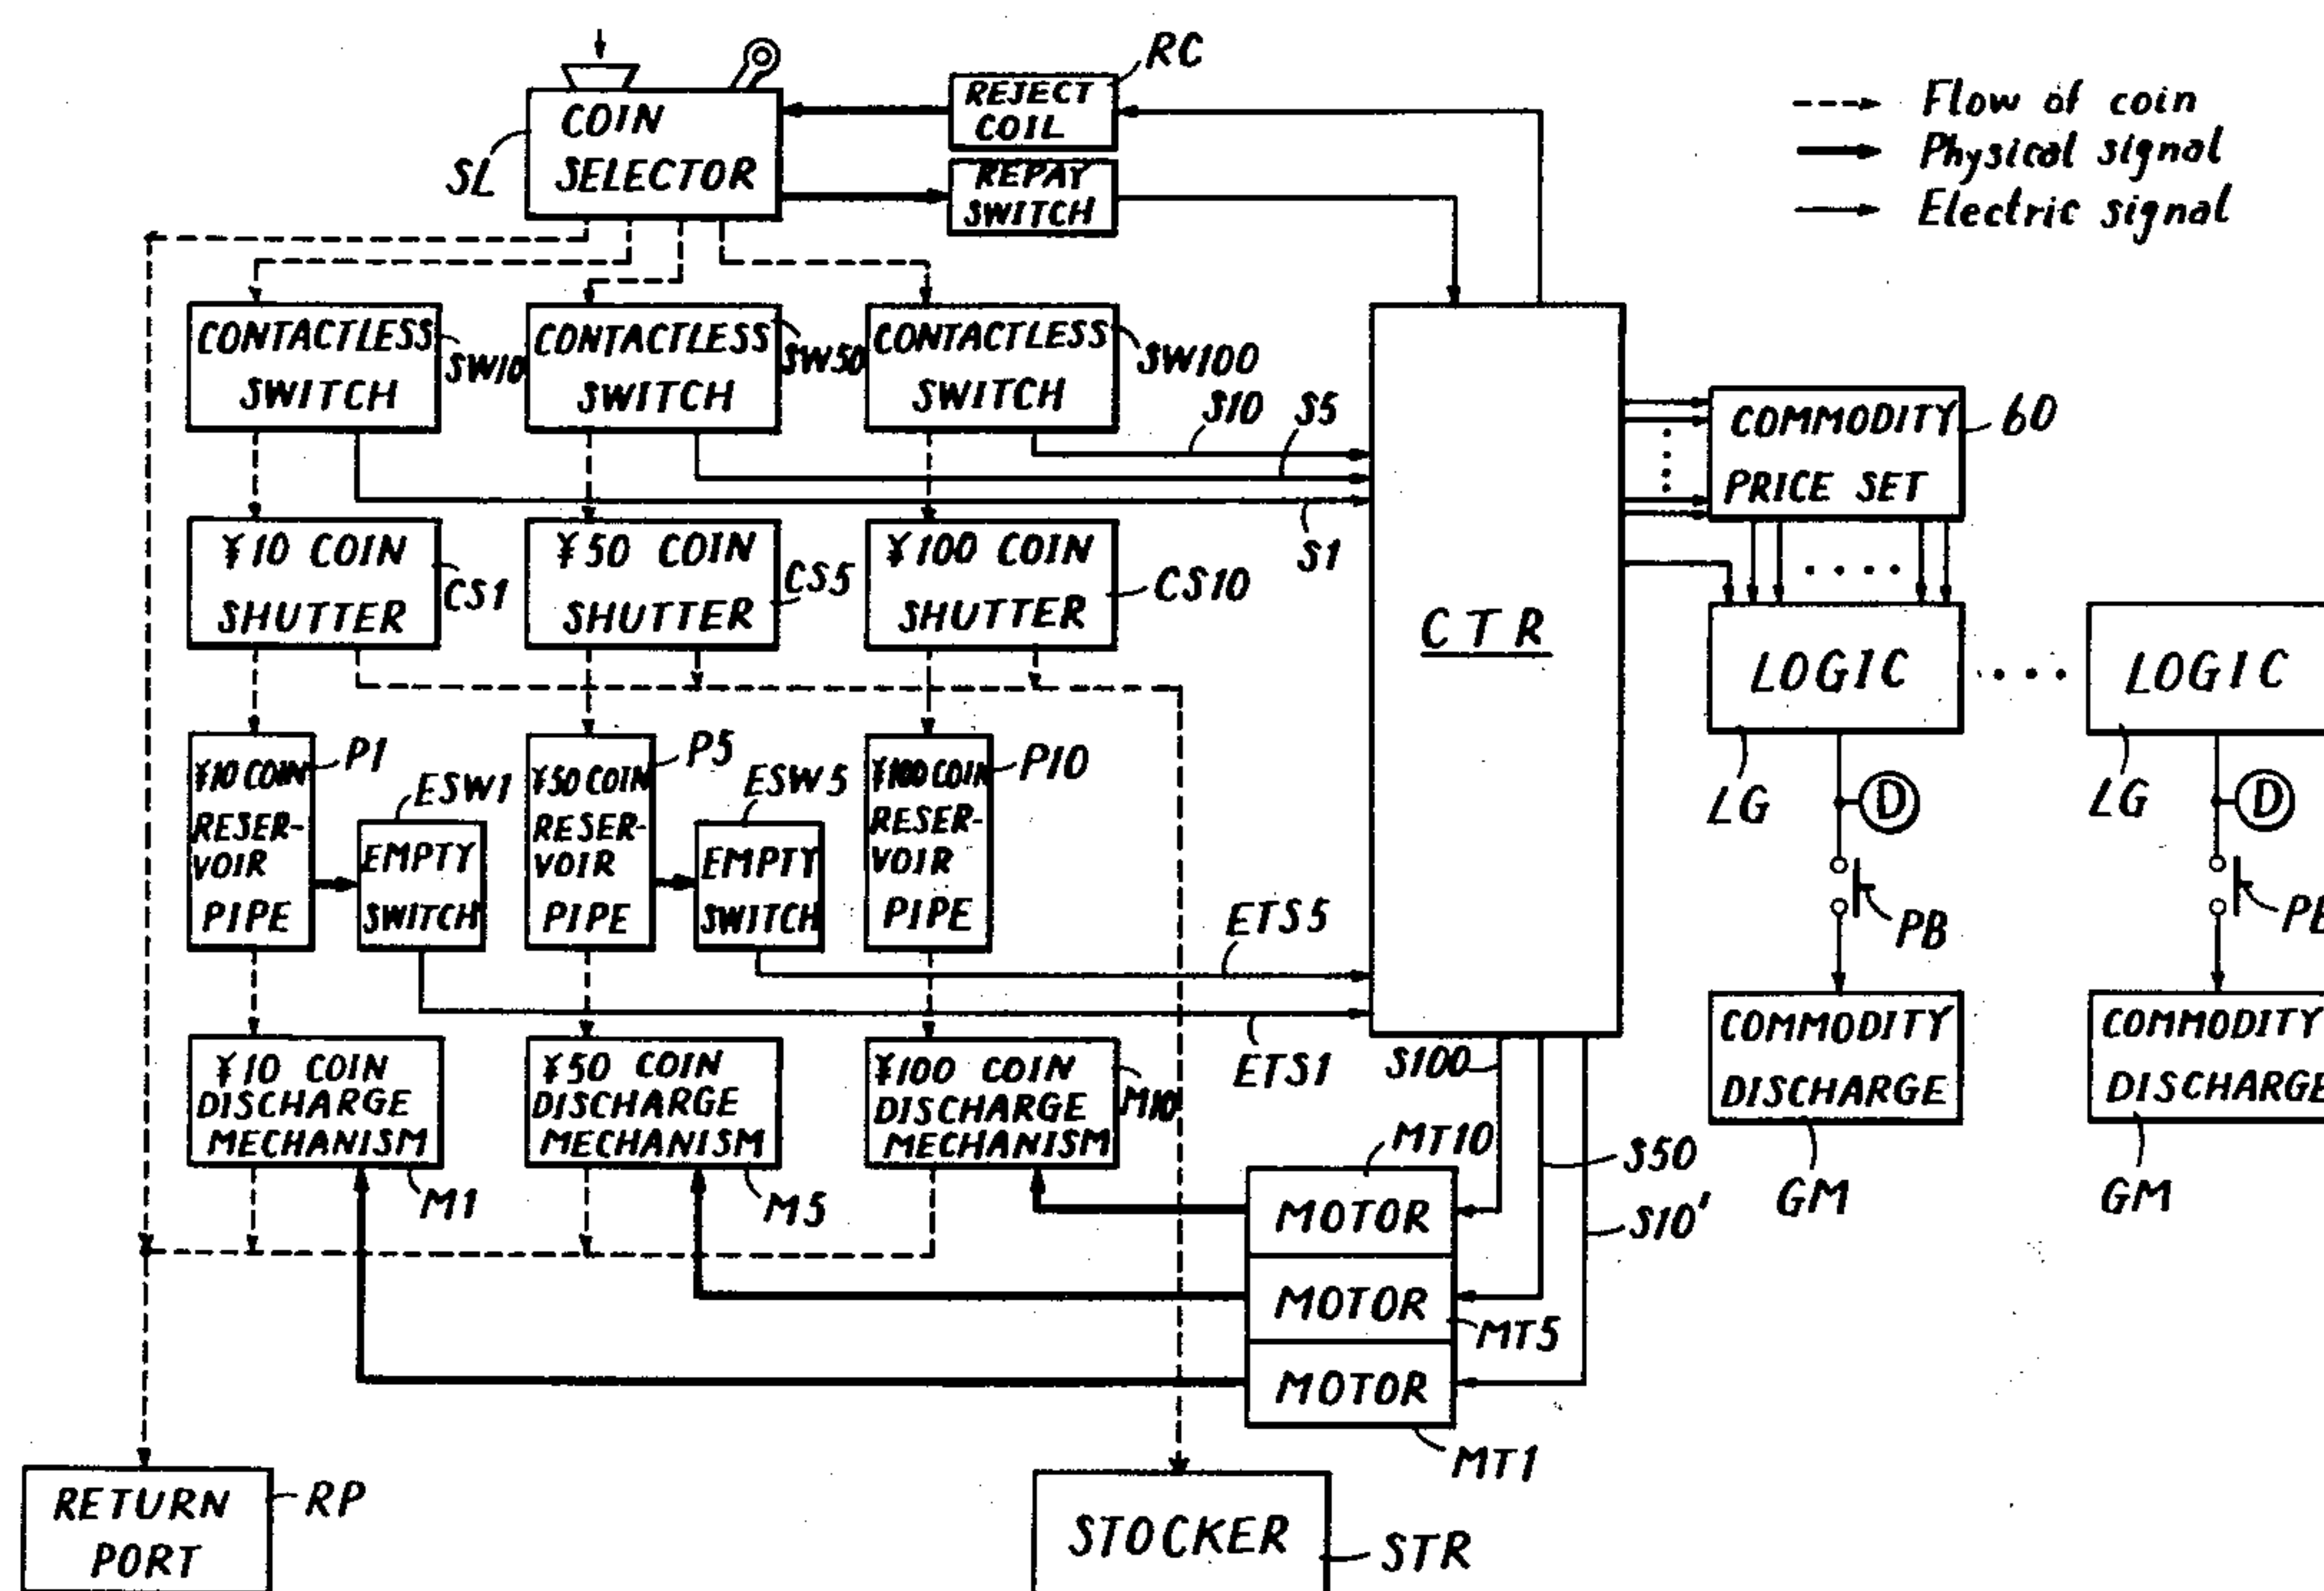 RC
REJECT
COIL
COIN
SELECTOR
SL
REPAY
SWITCH
Flow of coin
Physical signal
Electric signal
CONTACTLESS
SWITCH
SW10
CONTACTLESS
SWITCH
SW50
CONTACTLESS
SWITCH
SW100
S10
S5
S1
COMMODITY
PRICE SET
60
¥10 COIN
SHUTTER
CS1
¥50 COIN
SHUTTER
CS5
¥100 COIN
SHUTTER
CS10
CTR
LOGIC
LG
LOGIC
LG
¥10 COIN
RESER-
VOIR
PIPE
P1
ESW1
EMPTY
SWITCH
¥50 COIN
RESER-
VOIR
PIPE
P5
ESW5
EMPTY
SWITCH
¥100 COIN
RESER-
VOIR
PIPE
P10
D
PB
D
ETS5
ETS1
¥10 COIN
DISCHARGE
MECHANISM
M1
¥50 COIN
DISCHARGE
MECHANISM
M5
¥100 COIN
DISCHARGE
MECHANISM
M10
S100
S50
S10'
COMMODITY
DISCHARGE
GM
COMMODITY
DISCHARGE
GM
MT10
MOTOR
MOTOR
MT5
MOTOR
MT1
RETURN
PORT
RP
STOCKER
STR